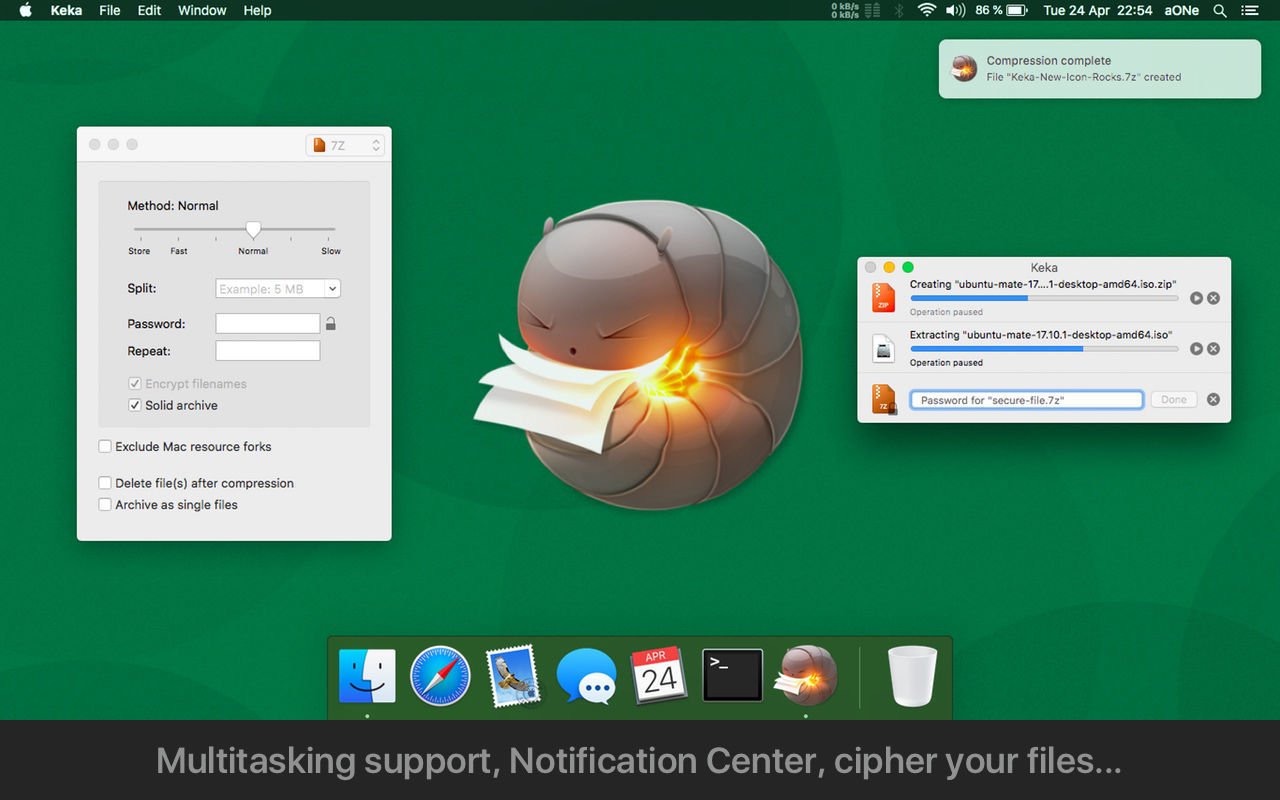 Keka File Edit Window Help
0 kB/s
0 kB/s
86 % Tue 24 Apr 22:54 aONe
Compression complete
File "Keka-New-Icon-Rocks.7z" created
7Z
Method: Normal
Store Fast Normal Slow
Split: Example: 5 MB
Password:
Repeat:
Encrypt filenames
Solid archive
Exclude Mac resource forks
Delete file(s) after compression
Archive as single files
Keka
Creating "ubuntu-mate-17....1-desktop-amd64.iso.zip"
ZIP
Operation paused
Extracting "ubuntu-mate-17.10.1-desktop-amd64.iso"
Operation paused
7Z
Password for "secure-file.7z" Done
APR
24
>_
Multitasking support, Notification Center, cipher your files...